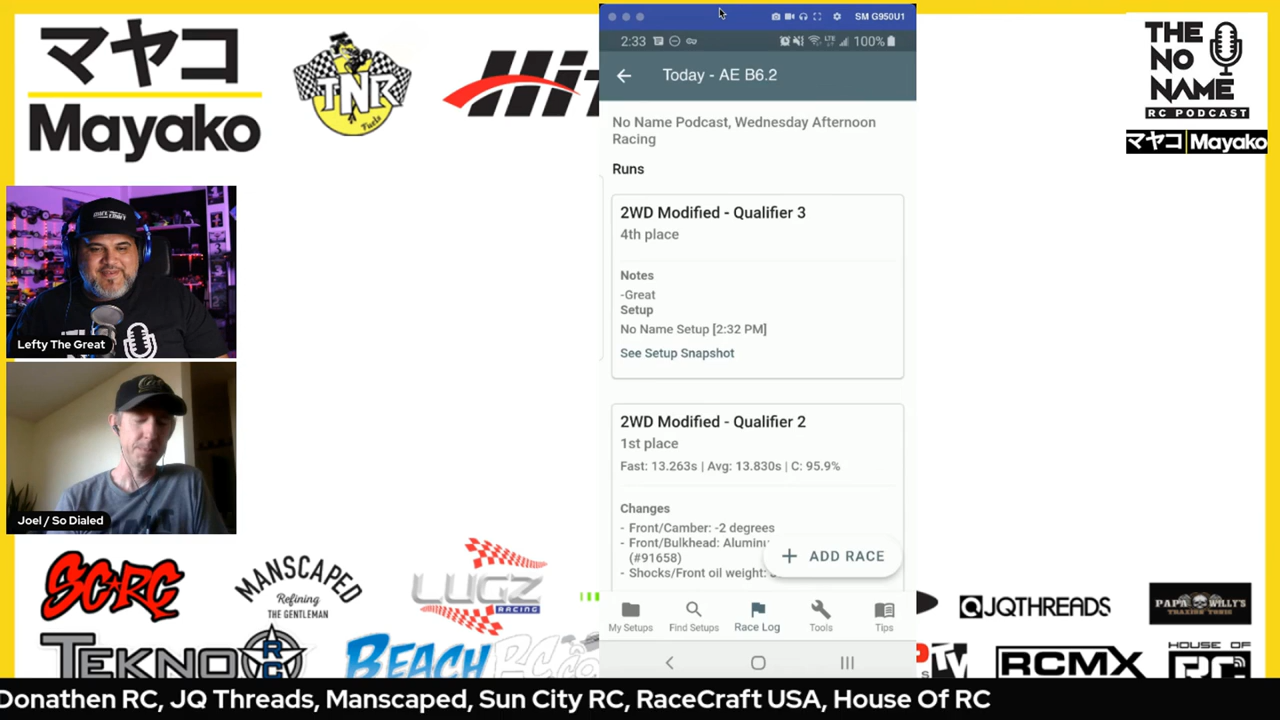 マヤコ
Mayako
TNR
Fuels
SM G950U1
2:33
LTE
100%
Today - AE B6.2
No Name Podcast, Wednesday Afternoon
Racing
Runs
2WD Modified - Qualifier 3
4th place
Notes
-Great
Setup
No Name Setup [2:32 PM]
See Setup Snapshot
2WD Modified - Qualifier 2
1st place
Fast: 13.263s | Avg: 13.830s | C: 95.9%
Changes
- Front/Camber: -2 degrees
- Front/Bulkhead:
(#91658)
- Shocks/Front oil weight:
+ ADD RACE
My Setups
Find Setups
Race Log
Tools
Tips
THE
NO
NAME
RC PODCAST
マヤコ Mayako
Lefty The Great
Joel / So Dialed
SCRC
MANSCAPED
Refining
THE GENTLEMAN
LUGZ
RACING
JQTHREADS
PAPA WILLY'S
TRAXION TONIC
TEKNO
RC
BEACH
RC
RCMX
HOUSE OF
RC
Donathen RC, JQ Threads, Manscaped, Sun City RC, RaceCraft USA, House Of RC